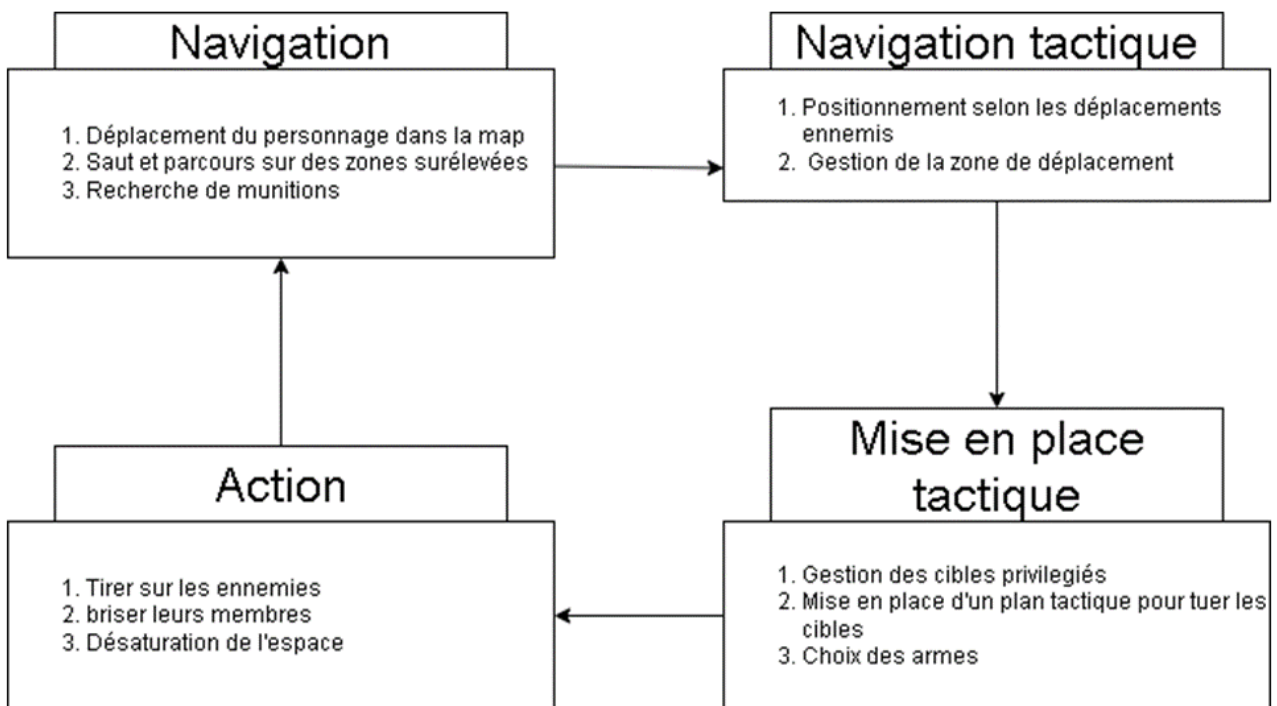 Navigation
1. Déplacement du personnage dans la map
2. Saut et parcours sur des zones surélevées
3. Recherche de munitions
Navigation tactique
1. Positionnement selon les déplacements
ennemis
2. Gestion de la zone de déplacement
Mise en place
tactique
1. Gestion des cibles privilegiés
2. Mise en place d'un plan tactique pour tuer les
cibles
3. Choix des armes
Action
1. Tirer sur les ennemies
2. briser leurs membres
3. Désaturation de l'espace